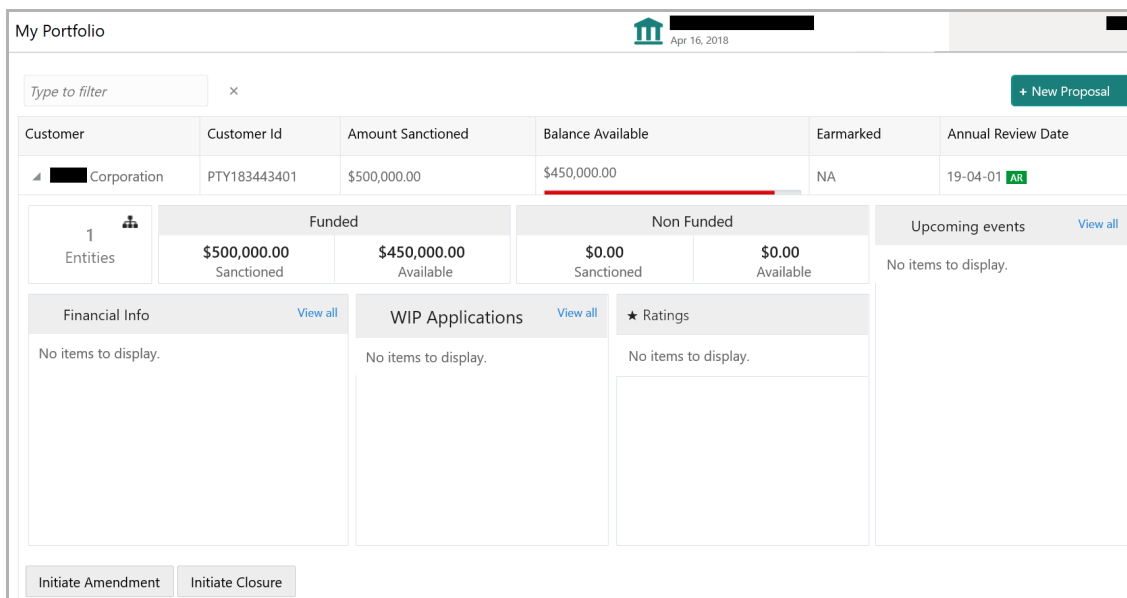 My Portfolio
Apr 16, 2018
Type to filter ×
+ New Proposal
Customer Customer Id Amount Sanctioned Balance Available Earmarked Annual Review Date
Corporation PTY183443401 $500,000.00 $450,000.00 NA 19-04-01 AR
1
Entities
Funded
$500,000.00 $450,000.00
Sanctioned Available
Non Funded
$0.00 $0.00
Sanctioned Available
Upcoming events View all
No items to display.
Financial Info View all
No items to display.
WIP Applications View all
No items to display.
★ Ratings
No items to display.
Initiate Amendment Initiate Closure